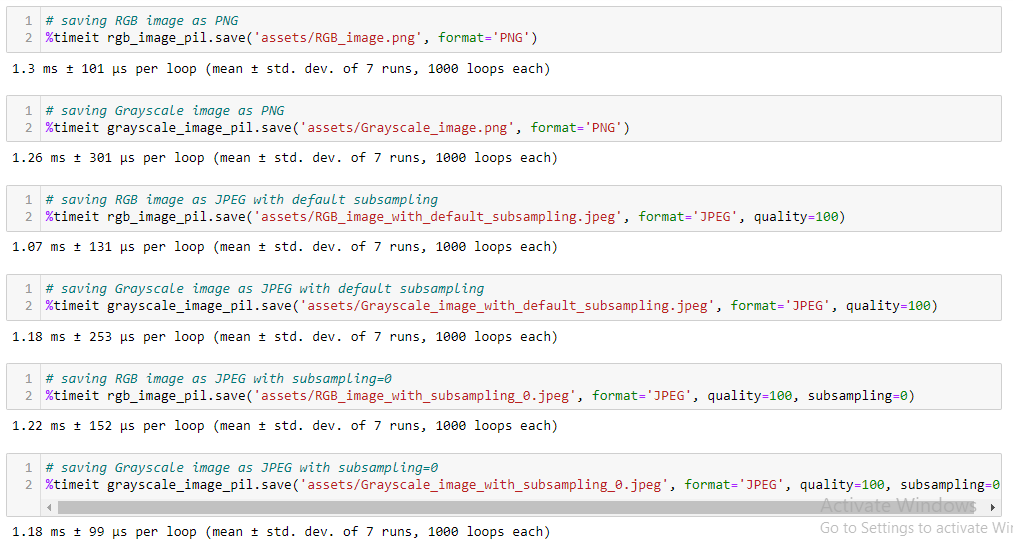 1 # saving RGB image as PNG
2 %timeit rgb_image_pil.save('assets/RGB_image.png', format='PNG')
1.3 ms ± 101 µs per loop (mean ± std. dev. of 7 runs, 1000 loops each)
1 # saving Grayscale image as PNG
2 %timeit grayscale_image_pil.save('assets/Grayscale_image.png', format='PNG')
1.26 ms ± 301 µs per loop (mean ± std. dev. of 7 runs, 1000 loops each)
1 # saving RGB image as JPEG with default subsampling
2 %timeit rgb_image_pil.save('assets/RGB_image_with_default_subsampling.jpeg', format='JPEG', quality=100)
1.07 ms ± 131 µs per loop (mean ± std. dev. of 7 runs, 1000 loops each)
1 # saving Grayscale image as JPEG with default subsampling
2 %timeit grayscale_image_pil.save('assets/Grayscale_image_with_default_subsampling.jpeg', format='JPEG', quality=100)
1.18 ms ± 253 µs per loop (mean ± std. dev. of 7 runs, 1000 loops each)
1 # saving RGB image as JPEG with subsampling=0
2 %timeit rgb_image_pil.save('assets/RGB_image_with_subsampling_0.jpeg', format='JPEG', quality=100, subsampling=0)
1.22 ms ± 152 µs per loop (mean ± std. dev. of 7 runs, 1000 loops each)
1 # saving Grayscale image as JPEG with subsampling=0
2 %timeit grayscale_image_pil.save('assets/Grayscale_image_with_subsampling_0.jpeg', format='JPEG', quality=100, subsampling=0
Activate Windows
Go to Settings to activate Wi
1.18 ms ± 99 µs per loop (mean ± std. dev. of 7 runs, 1000 loops each)